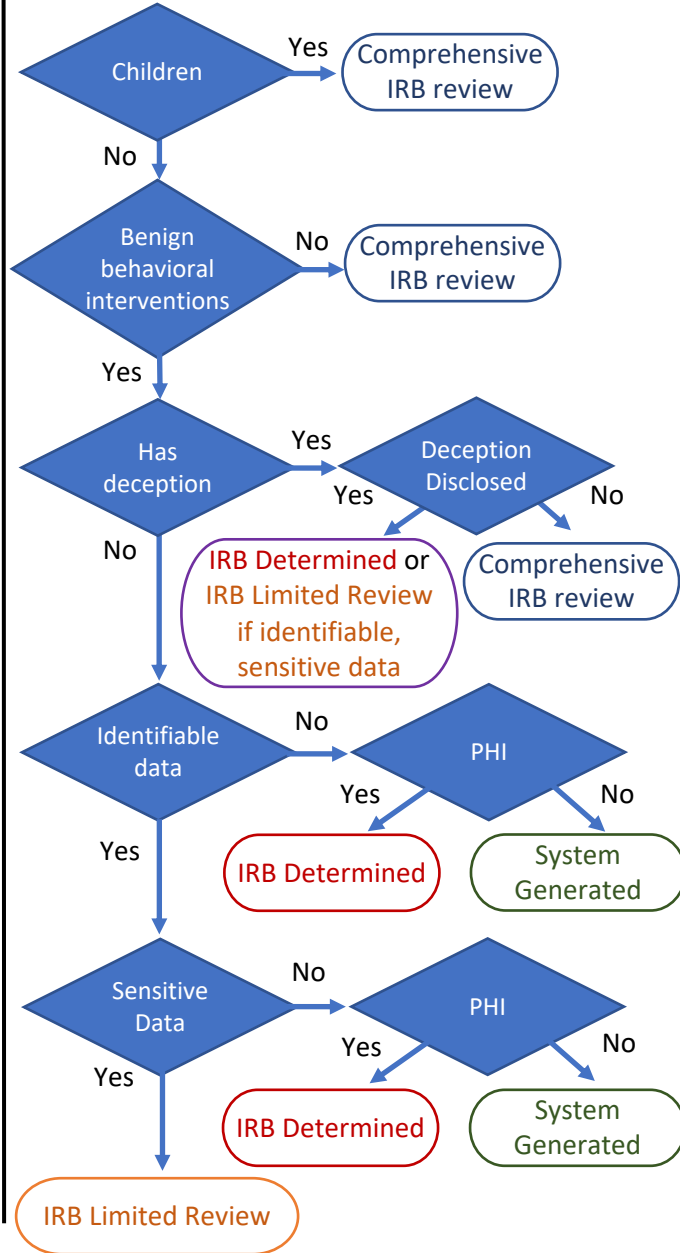 Children
Yes
Comprehensive
IRB review
No
Benign
behavioral
interventions
No
Comprehensive
IRB review
Yes
Has
deception
Yes
Deception
Disclosed
Yes
No
No
IRB Determined or
IRB Limited Review
if identifiable,
sensitive data
Comprehensive
IRB review
Identifiable
data
No
PHI
Yes
No
Yes
IRB Determined
System
Generated
Sensitive
Data
No
PHI
Yes
No
Yes
IRB Determined
System
Generated
IRB Limited Review